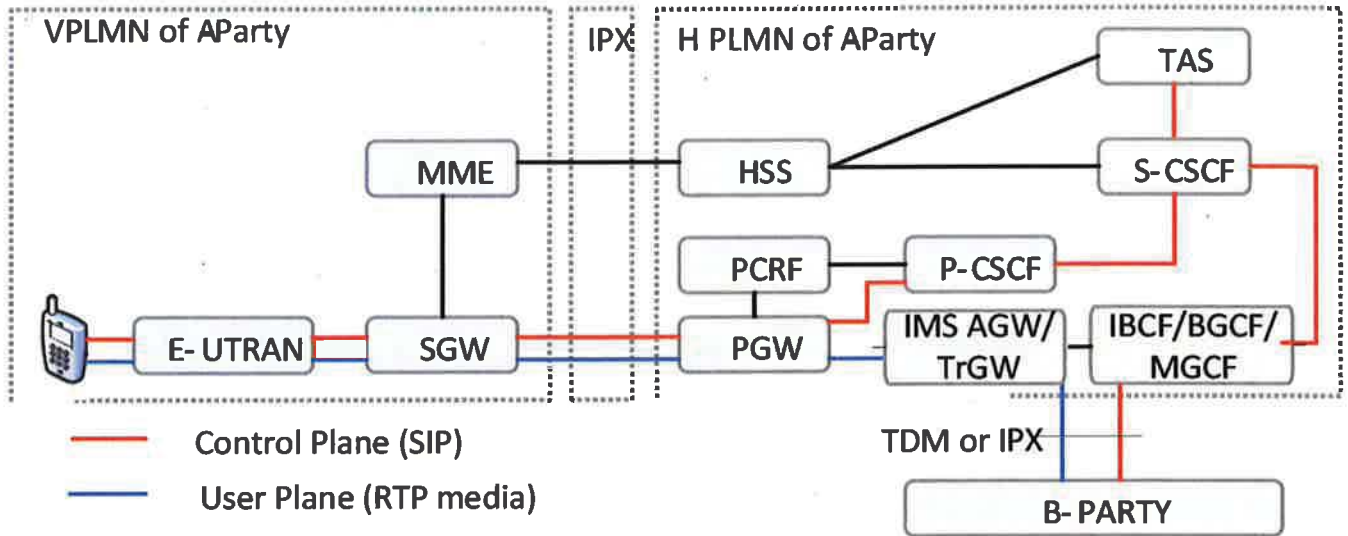 VPLMN of AParty
IPX
H PLMN of AParty
TAS
MME
HSS
S-CSCF
PCRF
P-CSCF
E-UTRAN
SGW
PGW
IMS AGW/
TrGW
IBCF/BGCF/
MGCF
Control Plane (SIP)
TDM or IPX
User Plane (RTP media)
B-PARTY